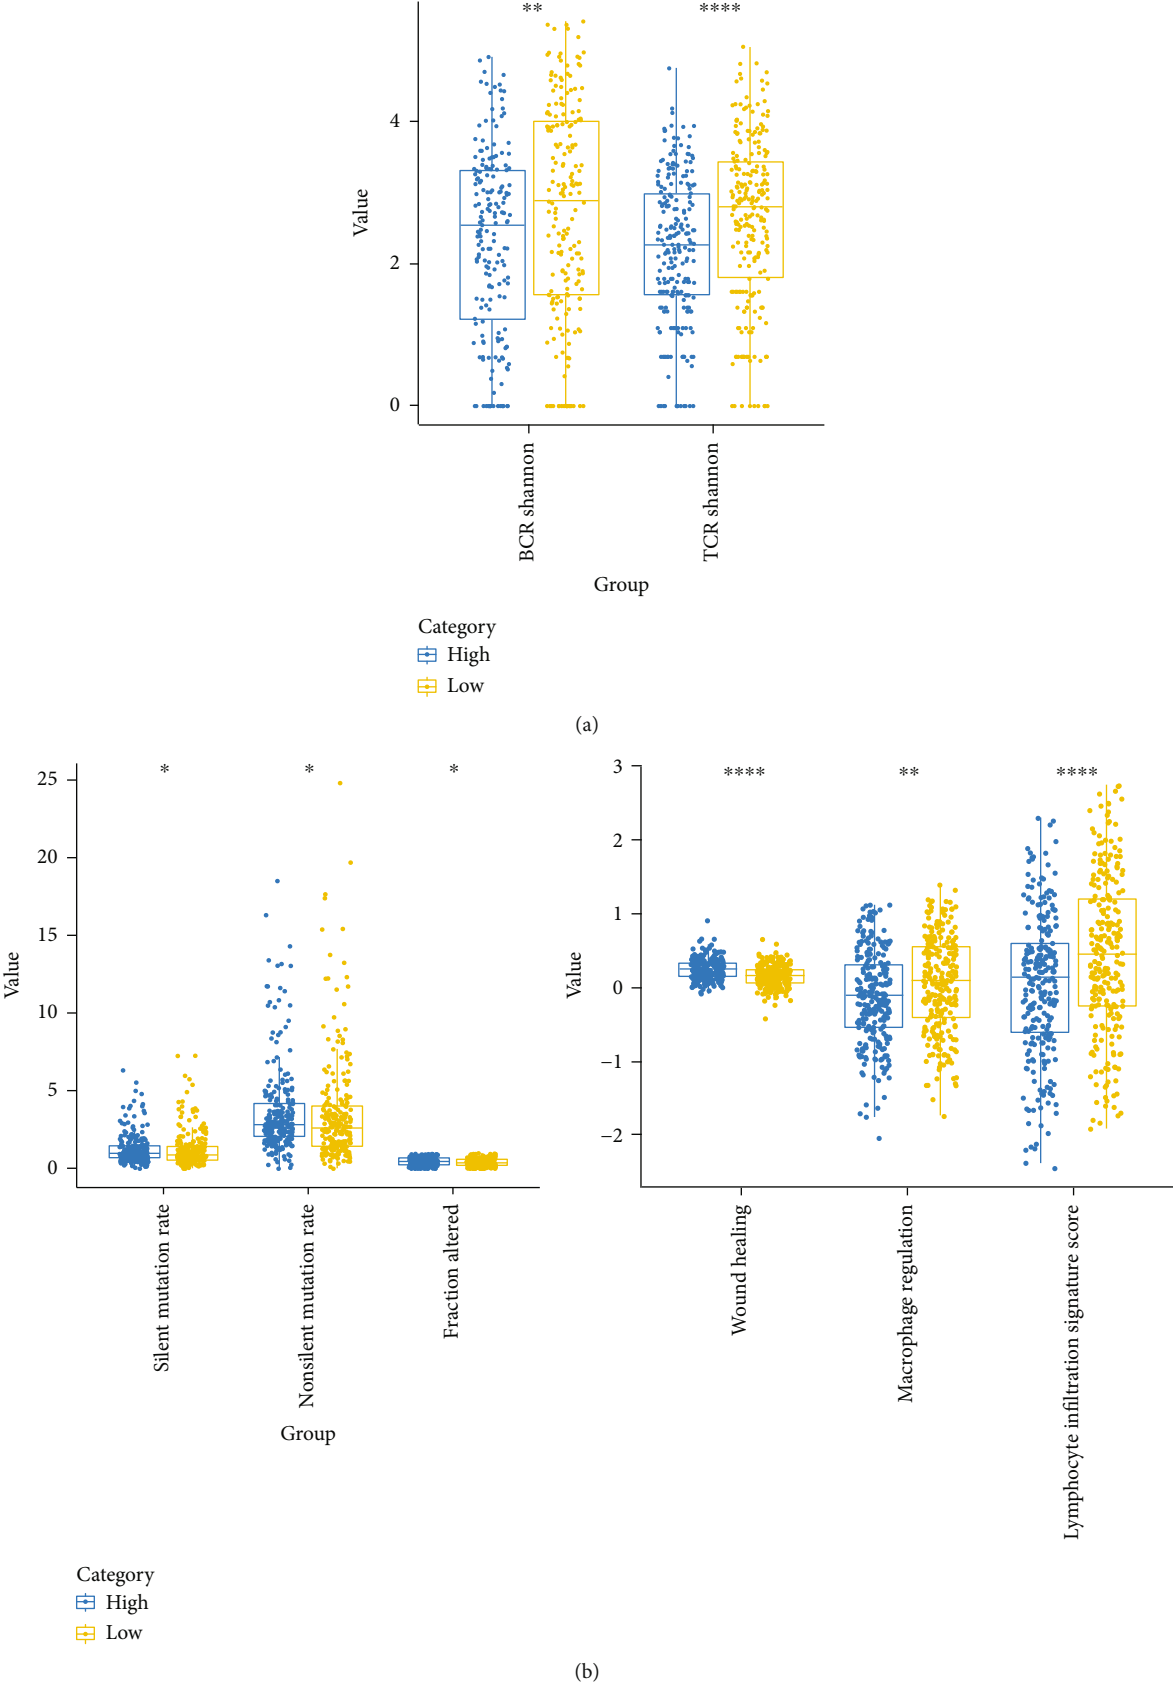 **
****
4
2
0
Value
BCR shannon
TCR shannon
Group
Category
High
Low
(a)
*
*
*
25
20
15
10
5
0
Value
Silent mutation rate
Nonsilent mutation rate
Fraction altered
Group
****
**
****
3
2
1
0
−1
−2
Value
Wound healing
Macrophage regulation
Lymphocyte infiltration signature score
Category
High
Low
(b)